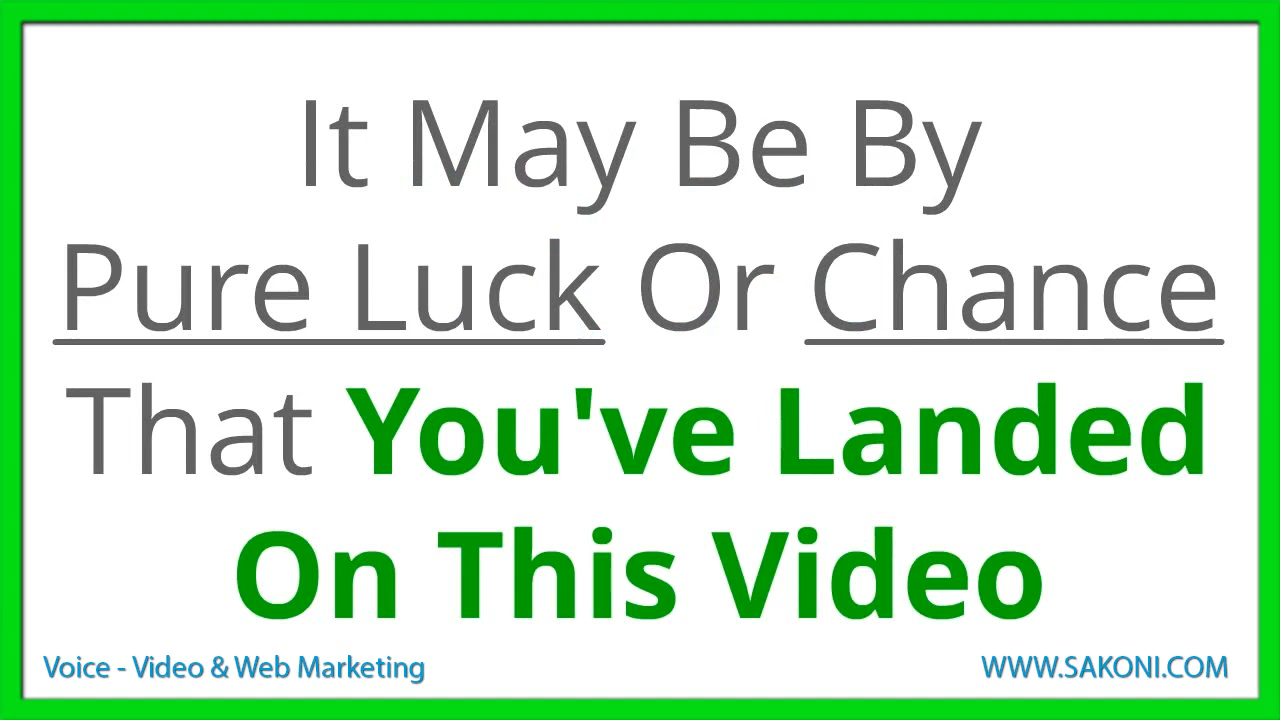 It May Be By
Pure Luck Or Chance
That You've Landed
On This Video
Voice - Video & Web Marketing
WWW.SAKONI.COM